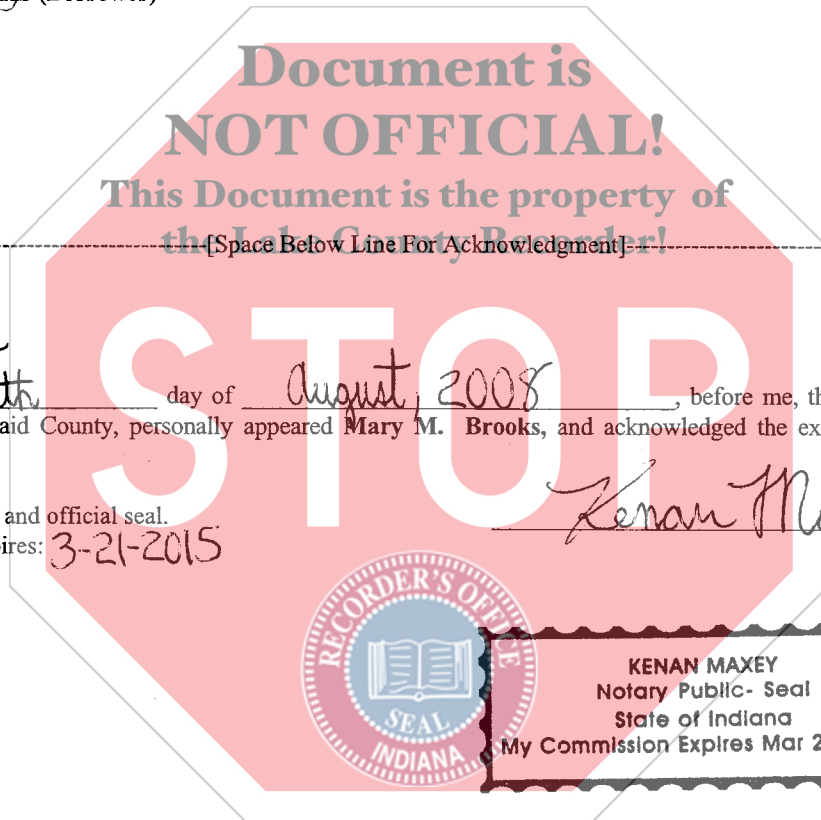 Document is
NOT OFFICIAL!
This Document is the property of
the Lake County Recorder!
[Space Below Line For Acknowledgment]
STOP
th day of August, 2008, before me, th
aid County, personally appeared Mary M. Brooks, and acknowledged the ex
and official seal.
ires: 3-21-2015
Kenan M
RECORDER'S OFFICE
SEAL
INDIANA
KENAN MAXEY
Notary Public- Seal
State of Indiana
My Commission Expires Mar 2